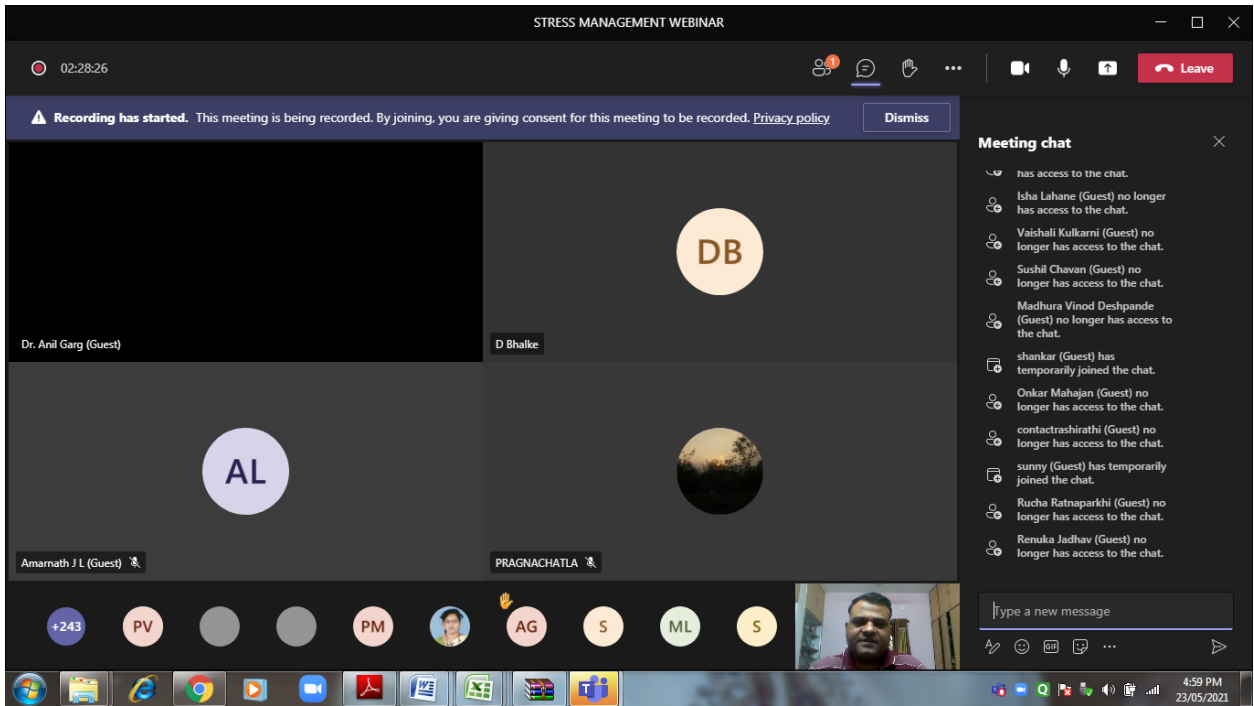 STRESS MANAGEMENT WEBINAR
02:28:26
1
Leave
Recording has started. This meeting is being recorded. By joining, you are giving consent for this meeting to be recorded. Privacy policy
Dismiss
Dr. Anil Garg (Guest)
DB
D Bhalke
AL
Amarnath J L (Guest)
PRAGNACHATLA
+243
PV
PM
AG
S
ML
S
Meeting chat
has access to the chat.
Isha Lahane (Guest) no longer
has access to the chat.
Vaishali Kulkarni (Guest) no
longer has access to the chat.
Sushil Chavan (Guest) no
longer has access to the chat.
Madhura Vinod Deshpande
(Guest) no longer has access to
the chat.
shankar (Guest) has
temporarily joined the chat.
Onkar Mahajan (Guest) no
longer has access to the chat.
contactrashirathi (Guest) no
longer has access to the chat.
sunny (Guest) has temporarily
joined the chat.
Rucha Ratnaparkhi (Guest) no
longer has access to the chat.
Renuka Jadhav (Guest) no
longer has access to the chat.
Type a new message
GIF
4:59 PM
23/05/2021